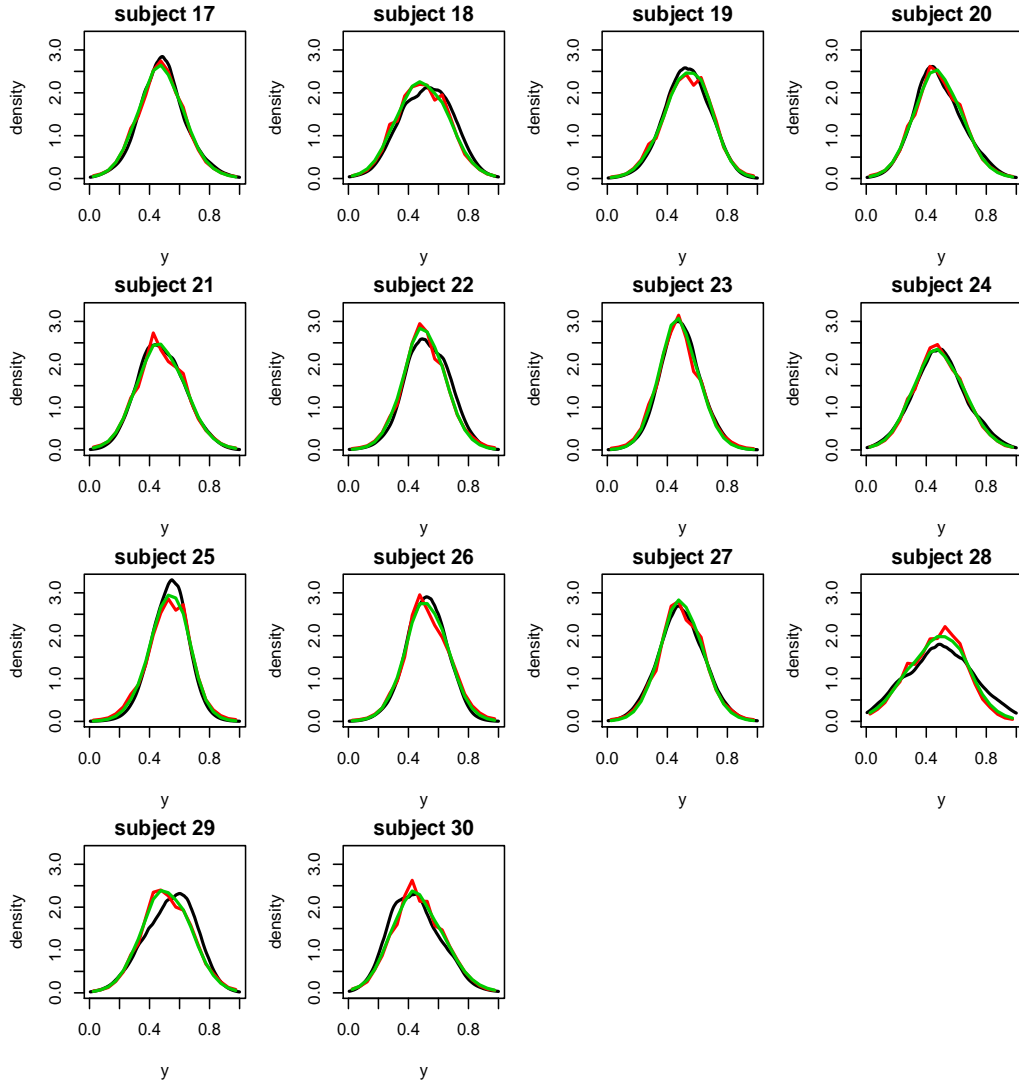 subject 17
density
0.0 1.0 2.0 3.0
0.0 0.4 0.8
y
subject 18
density
0.0 1.0 2.0 3.0
0.0 0.4 0.8
y
subject 19
density
0.0 1.0 2.0 3.0
0.0 0.4 0.8
y
subject 20
density
0.0 1.0 2.0 3.0
0.0 0.4 0.8
y
subject 21
density
0.0 1.0 2.0 3.0
0.0 0.4 0.8
y
subject 22
density
0.0 1.0 2.0 3.0
0.0 0.4 0.8
y
subject 23
density
0.0 1.0 2.0 3.0
0.0 0.4 0.8
y
subject 24
density
0.0 1.0 2.0 3.0
0.0 0.4 0.8
y
subject 25
density
0.0 1.0 2.0 3.0
0.0 0.4 0.8
y
subject 26
density
0.0 1.0 2.0 3.0
0.0 0.4 0.8
y
subject 27
density
0.0 1.0 2.0 3.0
0.0 0.4 0.8
y
subject 28
density
0.0 1.0 2.0 3.0
0.0 0.4 0.8
y
subject 29
density
0.0 1.0 2.0 3.0
0.0 0.4 0.8
y
subject 30
density
0.0 1.0 2.0 3.0
0.0 0.4 0.8
y